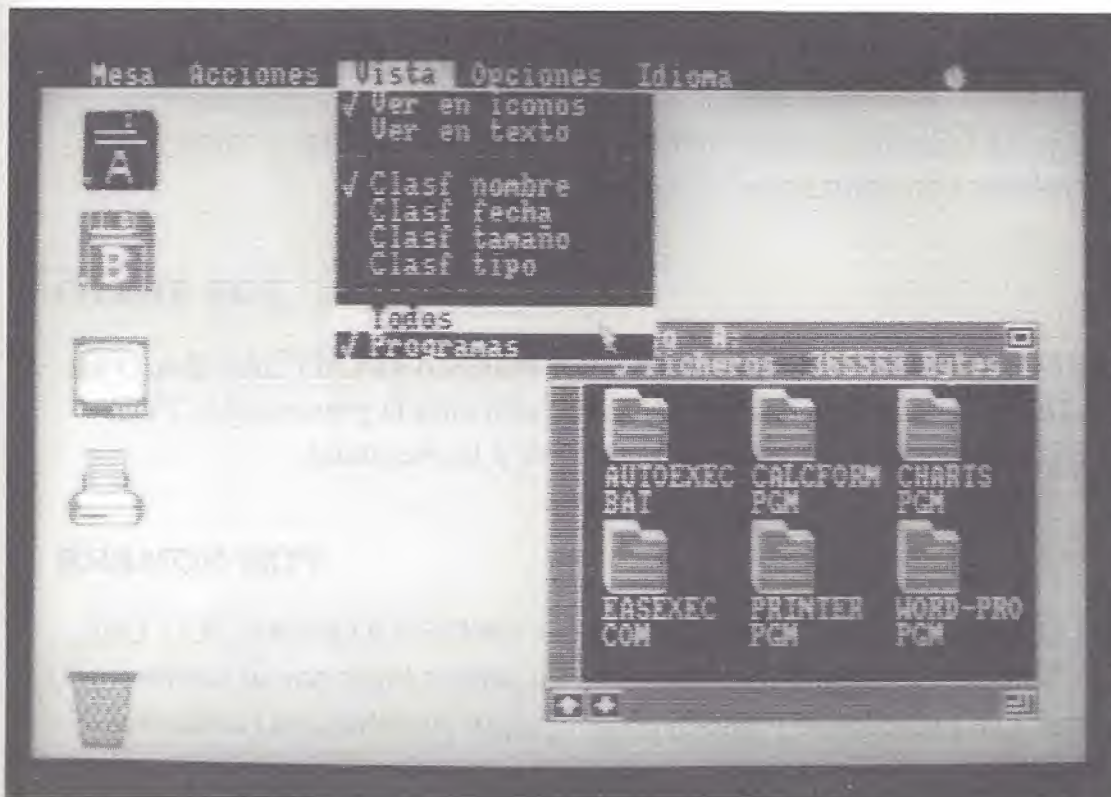 Mesa Acciones Vista Opciones Idioma
√ Ver en iconos
Ver en texto
√ Clasf nombre
Clasf fecha
Clasf tamaño
Clasf tipo
Todos
√ Programas
A:
Ficheros Bytes
A
B
AUTOEXEC BAT
CALCFORM PGM
CHARTS PGM
EASEXEC COM
PRINTER PGM
WORD-PRO PGM